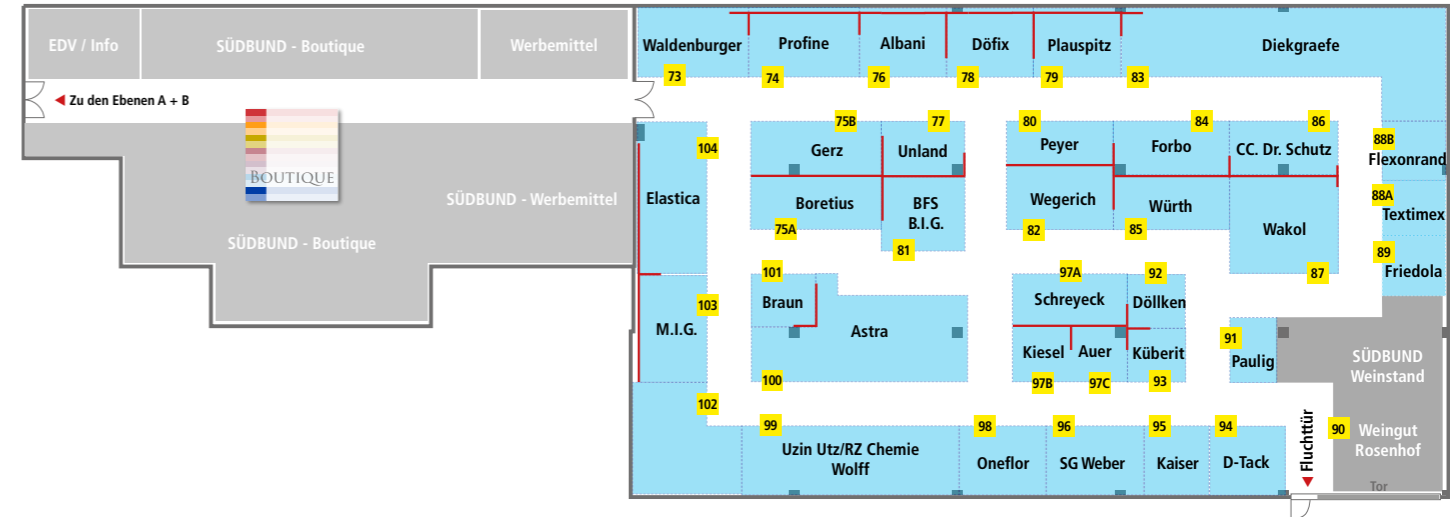 EDV / Info
SÜDBUND - Boutique
Werbemittel
Waldenburger
Profine
Albani
Döfix
Plauspitz
Diekgraefe
73
74
76
78
79
83
Zu den Ebenen A + B
BOUTIQUE
SÜDBUND - Werbemittel
SÜDBUND - Boutique
104
Elastica
75B
77
Gerz
Unland
Boretius
BFS
B.I.G.
75A
81
80
84
86
Peyer
Forbo
CC. Dr. Schutz
Wegerich
Würth
Wakol
82
85
87
88B
Flexonrand
88A
Textimex
89
Friedola
103
M.I.G.
101
Braun
Astra
100
97A
92
Schreyeck
Döllken
Kiesel
Auer
Küberit
97B
97C
93
91
Paulig
SÜDBUND
Weinstand
102
99
98
96
95
94
Uzin Utz/RZ Chemie
Wolff
Oneflor
SG Weber
Kaiser
D-Tack
Fluchttür
90
Weingut
Rosenhof
Tor